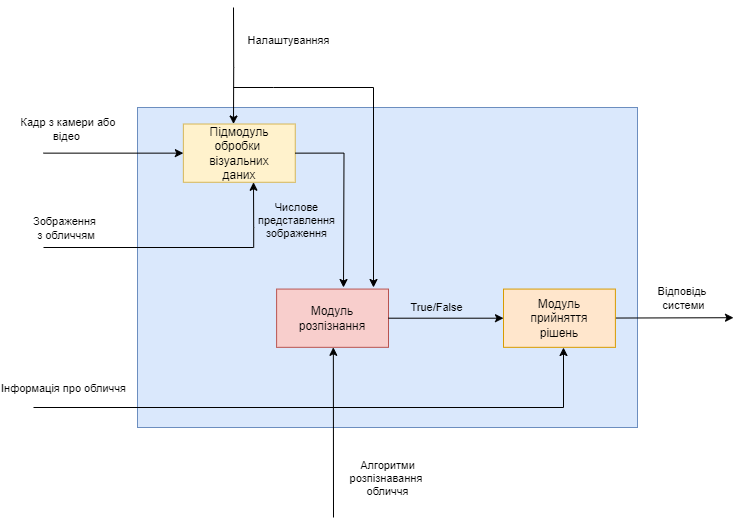 Налаштуванняя
Кадр з камери або
відео
Підмодуль
обробки
візуальних
даних
Зображення
з обличчям
Числове
представлення
зображення
Модуль
розпізнання
True/False
Модуль
прийняття
рішень
Відповідь
системи
Інформація про обличчя
Алгоритми
розпізнавання
обличчя